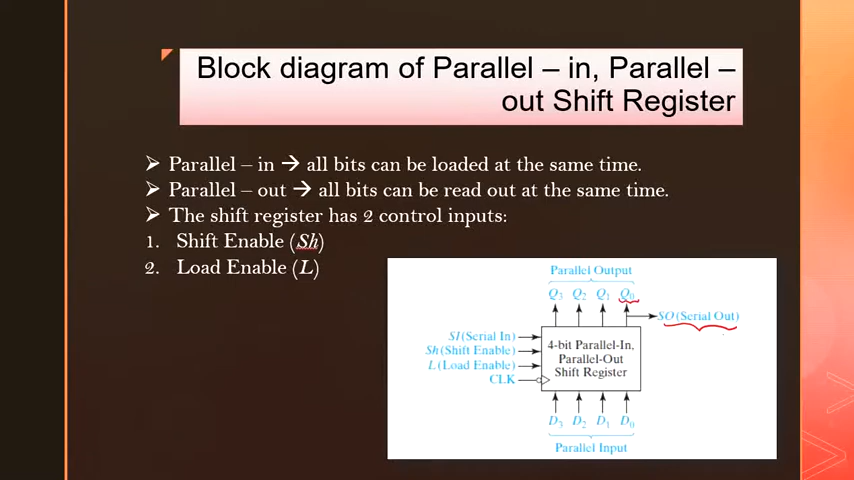 Block diagram of Parallel – in, Parallel –
out Shift Register
➢ Parallel – in → all bits can be loaded at the same time.
➢ Parallel – out → all bits can be read out at the same time.
➢ The shift register has 2 control inputs:
1. Shift Enable (Sh)
2. Load Enable (L)
Parallel Output
Q3 Q2 Q1 Q0
SO (Serial Out)
SI (Serial In)
Sh (Shift Enable)
L (Load Enable)
CLK
4-bit Parallel-In,
Parallel-Out
Shift Register
D3 D2 D1 D0
Parallel Input